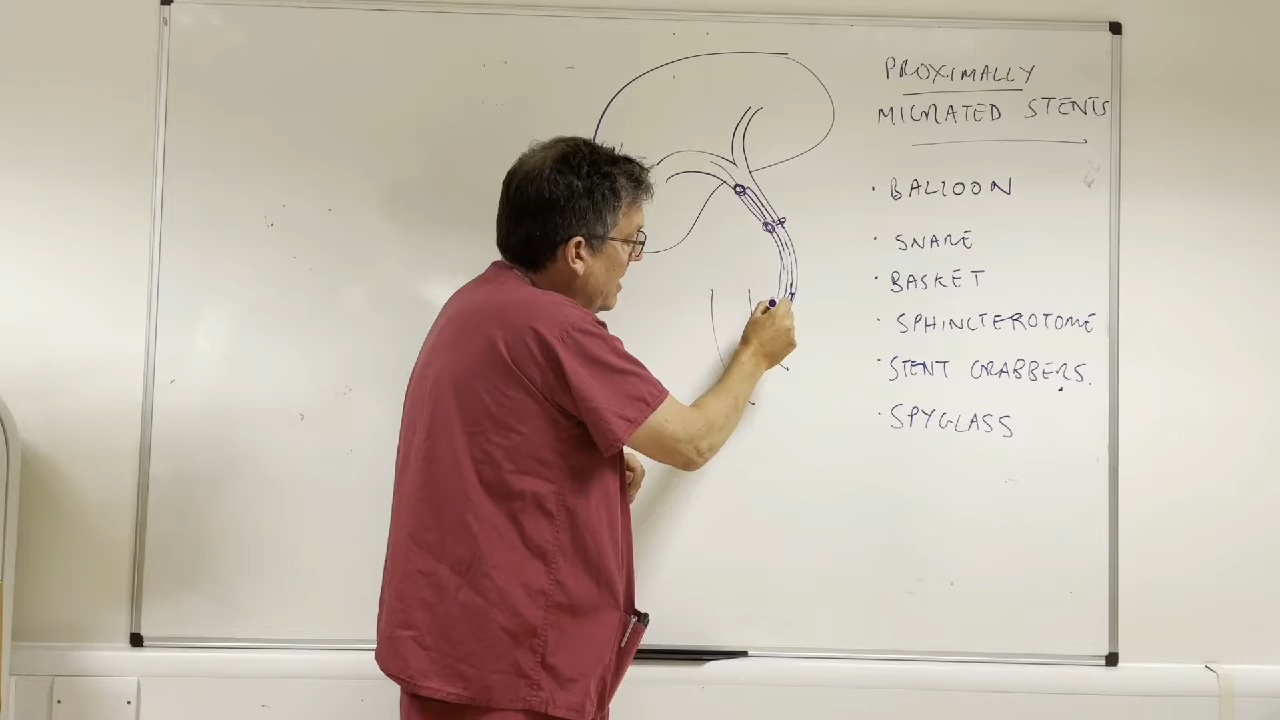 PROXIMALLY
MIGRATED STENTS
· BALLOON
· SNARE
· BASKET
· SPHINCTEROTOME
· STENT GRABBERS.
· SPYGLASS